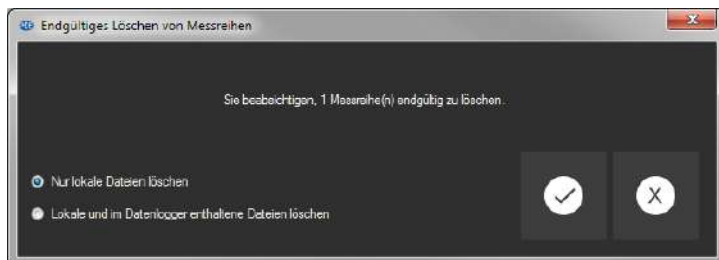 Endgültiges Löschen von Messreihen
Sie beabsichtigen, 1 Messreihe(n) endgültig zu löschen.
Nur lokale Dateien löschen
Lokale und im Datenlogger enthaltene Dateien löschen